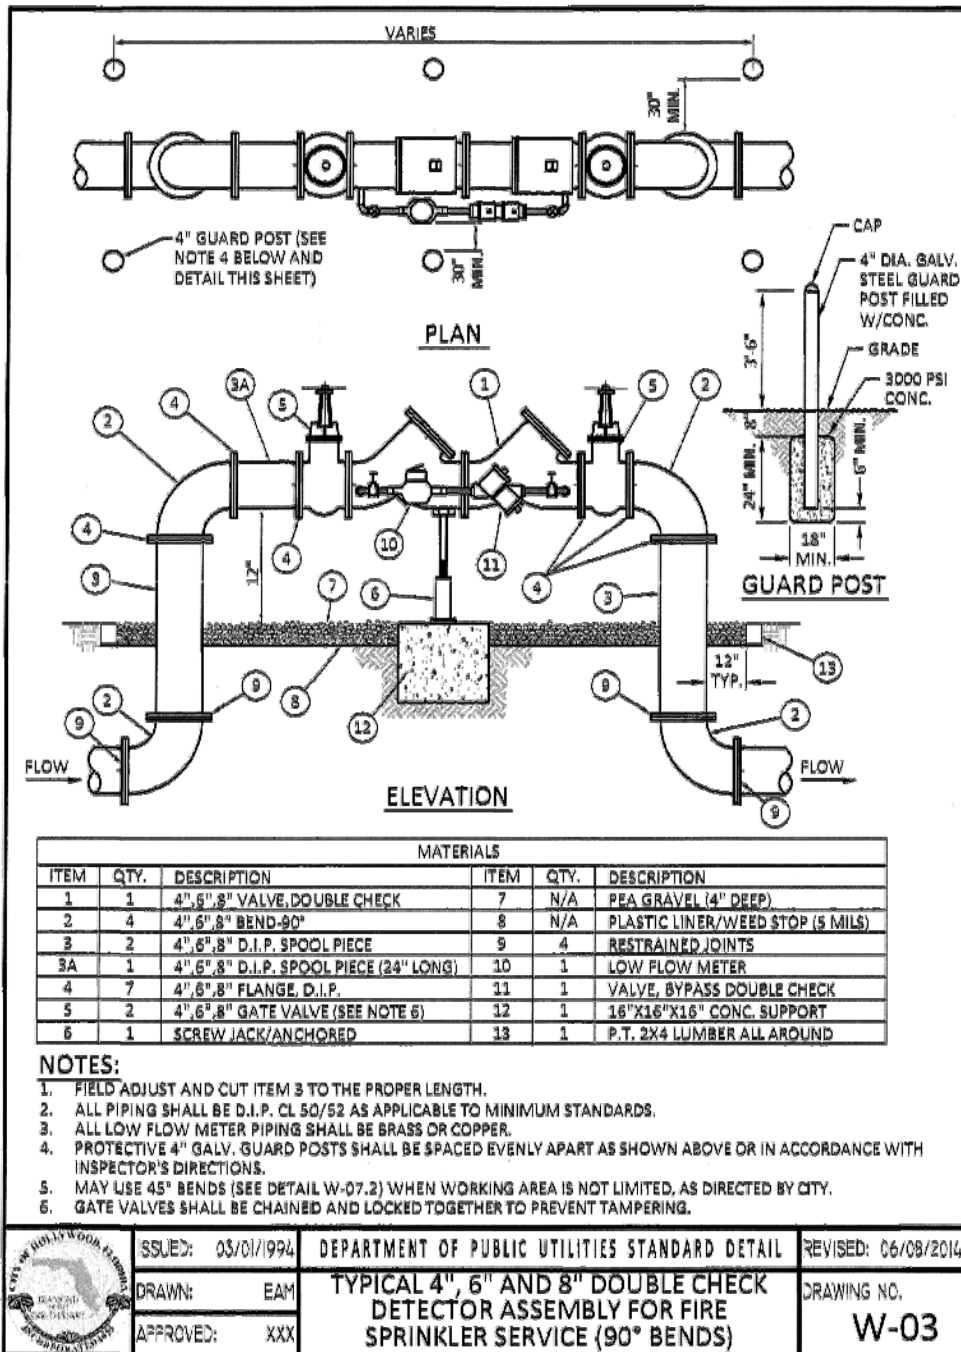 VARIES
30" MIN.
4" GUARD POST (SEE
NOTE 4 BELOW AND
DETAIL THIS SHEET)
30" MIN.
PLAN
CAP
4" DIA. GALV.
STEEL GUARD
POST FILLED
W/CONC.
GRADE
3000 PSI
CONC.
3'-6"
8"
24" MIN.
6" MIN.
18"
MIN.
GUARD POST
3A
1
5
5
2
4
2
4
10
11
4
4
3
3
12"
7
6
8
12
12"
TYP.
13
9
9
2
2
9
9
FLOW
FLOW
ELEVATION
MATERIALS
ITEM QTY. DESCRIPTION ITEM QTY. DESCRIPTION
1 1 4",6",8" VALVE,DOUBLE CHECK 7 N/A PEA GRAVEL (4" DEEP)
2 4 4",6",8" BEND-90° 8 N/A PLASTIC LINER/WEED STOP (5 MILS)
3 2 4",6",8" D.I.P. SPOOL PIECE 9 4 RESTRAINED JOINTS
3A 1 4",6",8" D.I.P. SPOOL PIECE (24" LONG) 10 1 LOW FLOW METER
4 7 4",6",8" FLANGE, D.I.P. 11 1 VALVE, BYPASS DOUBLE CHECK
5 2 4",6",8" GATE VALVE (SEE NOTE 6) 12 1 16"X16"X16" CONC. SUPPORT
6 1 SCREW JACK/ANCHORED 13 1 P.T. 2X4 LUMBER ALL AROUND
NOTES:
1. FIELD ADJUST AND CUT ITEM 3 TO THE PROPER LENGTH.
2. ALL PIPING SHALL BE D.I.P. CL 50/52 AS APPLICABLE TO MINIMUM STANDARDS.
3. ALL LOW FLOW METER PIPING SHALL BE BRASS OR COPPER.
4. PROTECTIVE 4" GALV. GUARD POSTS SHALL BE SPACED EVENLY APART AS SHOWN ABOVE OR IN ACCORDANCE WITH
INSPECTOR'S DIRECTIONS.
5. MAY USE 45° BENDS (SEE DETAIL W-07.2) WHEN WORKING AREA IS NOT LIMITED, AS DIRECTED BY CITY.
6. GATE VALVES SHALL BE CHAINED AND LOCKED TOGETHER TO PREVENT TAMPERING.
CITY OF HOLLYWOOD, FLORIDA
INCORPORATED 1925
ISSUED: 03/01/1994
DRAWN: EAM
APPROVED: XXX
DEPARTMENT OF PUBLIC UTILITIES STANDARD DETAIL
TYPICAL 4", 6" AND 8" DOUBLE CHECK
DETECTOR ASSEMBLY FOR FIRE
SPRINKLER SERVICE (90° BENDS)
REVISED: 06/08/2014
DRAWING NO.
W-03